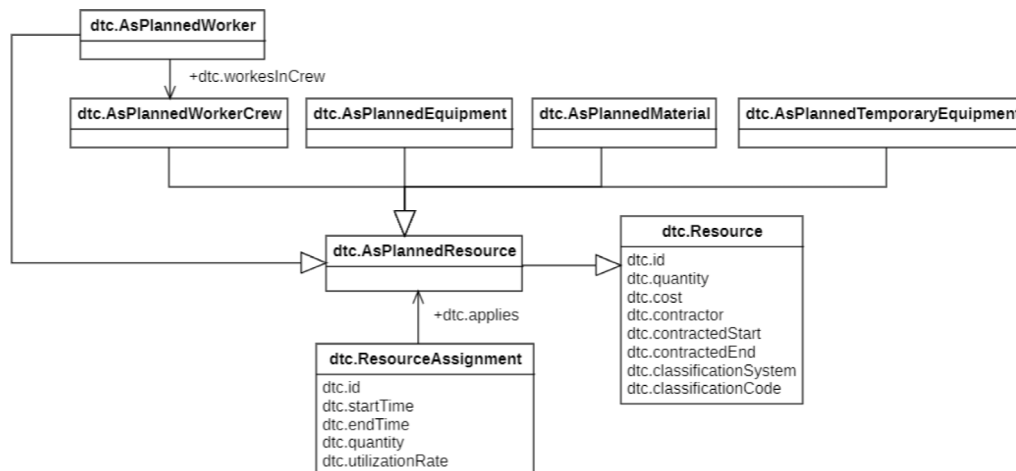 dtc.AsPlannedWorker
+dtc.workesInCrew
dtc.AsPlannedWorkerCrew
dtc.AsPlannedEquipment
dtc.AsPlannedMaterial
dtc.AsPlannedTemporaryEquipment
dtc.AsPlannedResource
dtc.Resource
dtc.id
dtc.quantity
dtc.cost
dtc.contractor
dtc.contractedStart
dtc.contractedEnd
dtc.classificationSystem
dtc.classificationCode
+dtc.applies
dtc.ResourceAssignment
dtc.id
dtc.startTime
dtc.endTime
dtc.quantity
dtc.utilizationRate